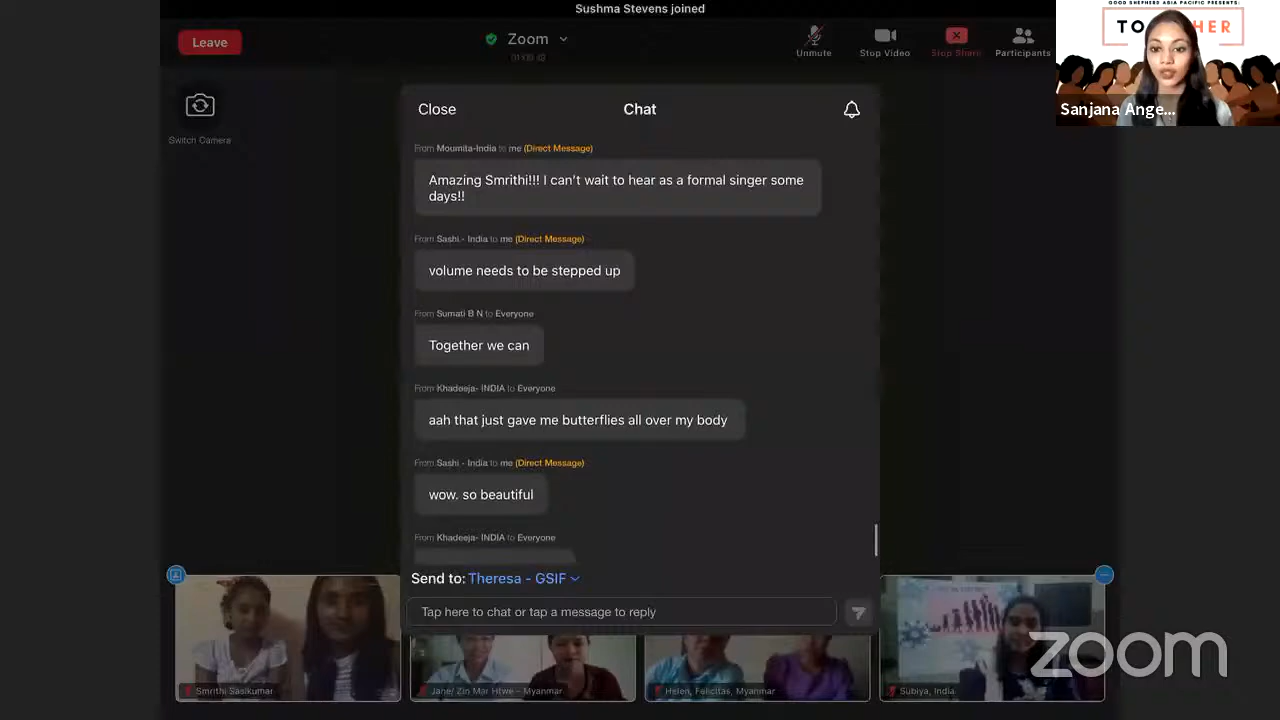 Sushma Stevens joined
GOOD SHEPHERD ASIA PACIFIC PRESENTS:
Leave
Zoom
Unmute
Stop Video
Stop Share
Participants
Sanjana Ange...
Switch Camera
Close
Chat
From Moumita-India to me (Direct Message)
Amazing Smrithi!!! I can't wait to hear as a formal singer some
days!!
From Sashi - India to me (Direct Message)
volume needs to be stepped up
From Sumati B N to Everyone
Together we can
From Khadeeja- INDIA to Everyone
aah that just gave me butterflies all over my body
From Sashi - India to me (Direct Message)
wow. so beautiful
From Khadeeja- INDIA to Everyone
Send to: Theresa - GSIF
Tap here to chat or tap a message to reply
Smrithi Sasikumar
Jane/ Zin Mar Htwe – Myanmar
Helen, Felicitas, Myanmar
Subiya, India
zoom